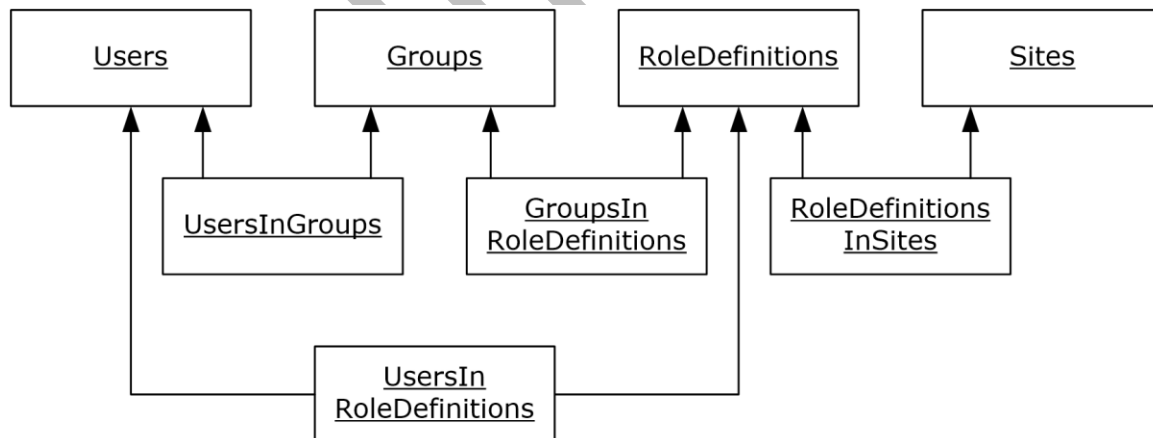 Users
Groups
RoleDefinitions
Sites
UsersInGroups
GroupsIn
RoleDefinitions
RoleDefinitions
InSites
UsersIn
RoleDefinitions